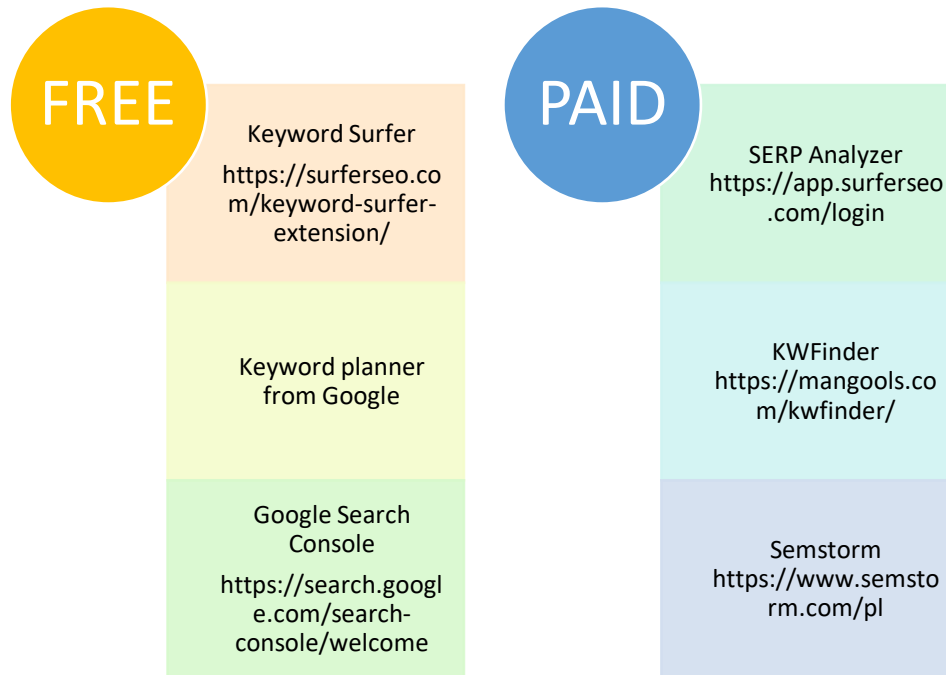 FREE
Keyword Surfer
https://surferseo.co
m/keyword-surfer-
extension/
Keyword planner
from Google
Google Search
Console
https://search.googl
e.com/search-
console/welcome
PAID
SERP Analyzer
https://app.surferseo
.com/login
KWFinder
https://mangools.co
m/kwfinder/
Semstorm
https://www.semsto
rm.com/pl